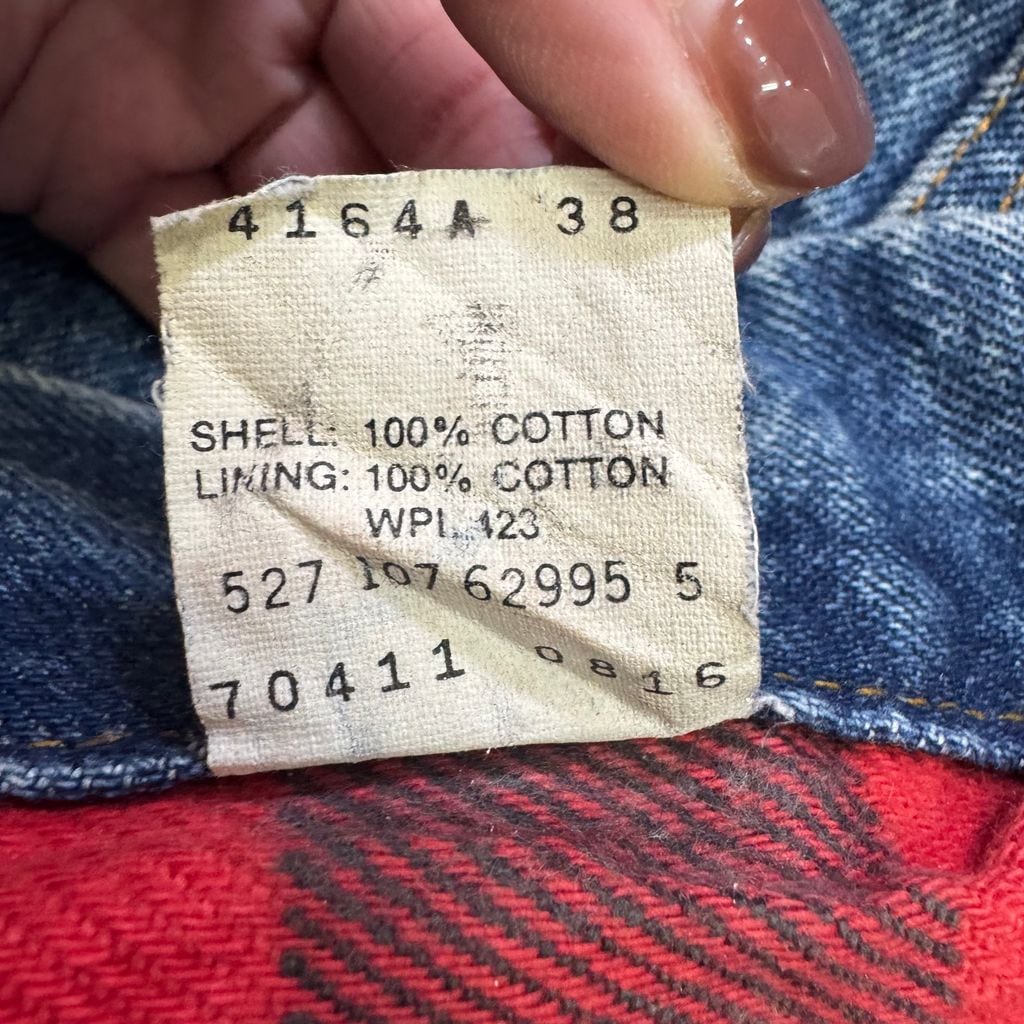 4164A 38
SHELL: 100% COTTON
LINING: 100% COTTON
WPL 423
527 107 62995 5
70411 0816